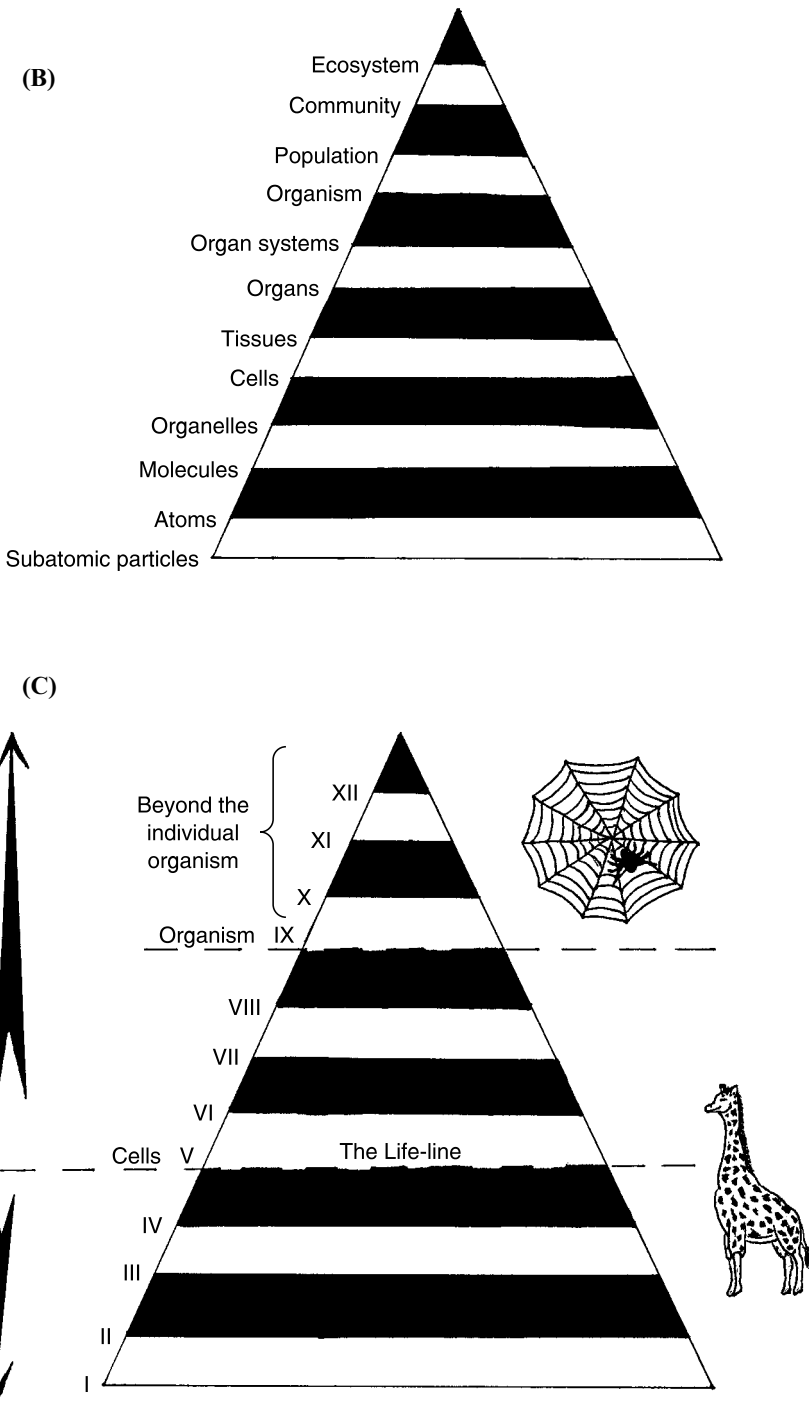 (B)
Ecosystem
Community
Population
Organism
Organ systems
Organs
Tissues
Cells
Organelles
Molecules
Atoms
Subatomic particles
(C)
Beyond the
individual
organism
XII
XI
X
Organism IX
VIII
VII
VI
Cells V The Life-line
IV
III
II
I